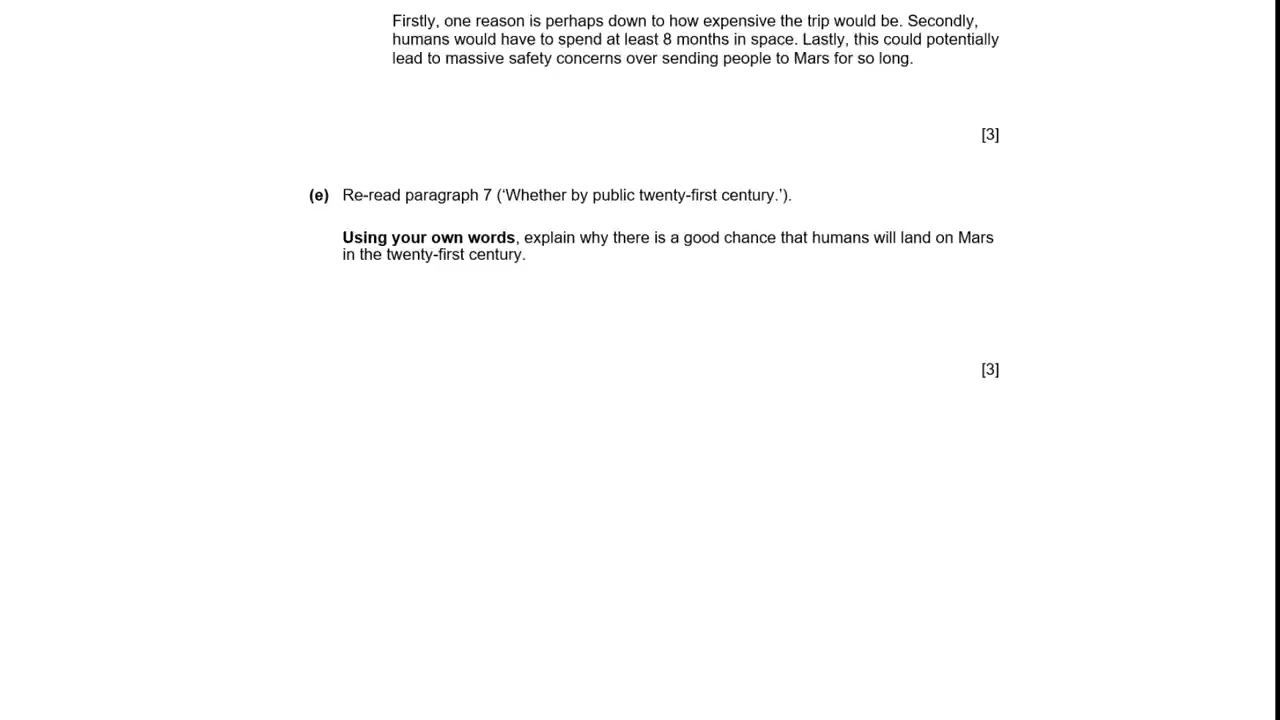 Firstly, one reason is perhaps down to how expensive the trip would be. Secondly,
humans would have to spend at least 8 months in space. Lastly, this could potentially
lead to massive safety concerns over sending people to Mars for so long.
[3]
(e) Re-read paragraph 7 (‘Whether by public twenty-first century.’).
Using your own words, explain why there is a good chance that humans will land on Mars
in the twenty-first century.
[3]